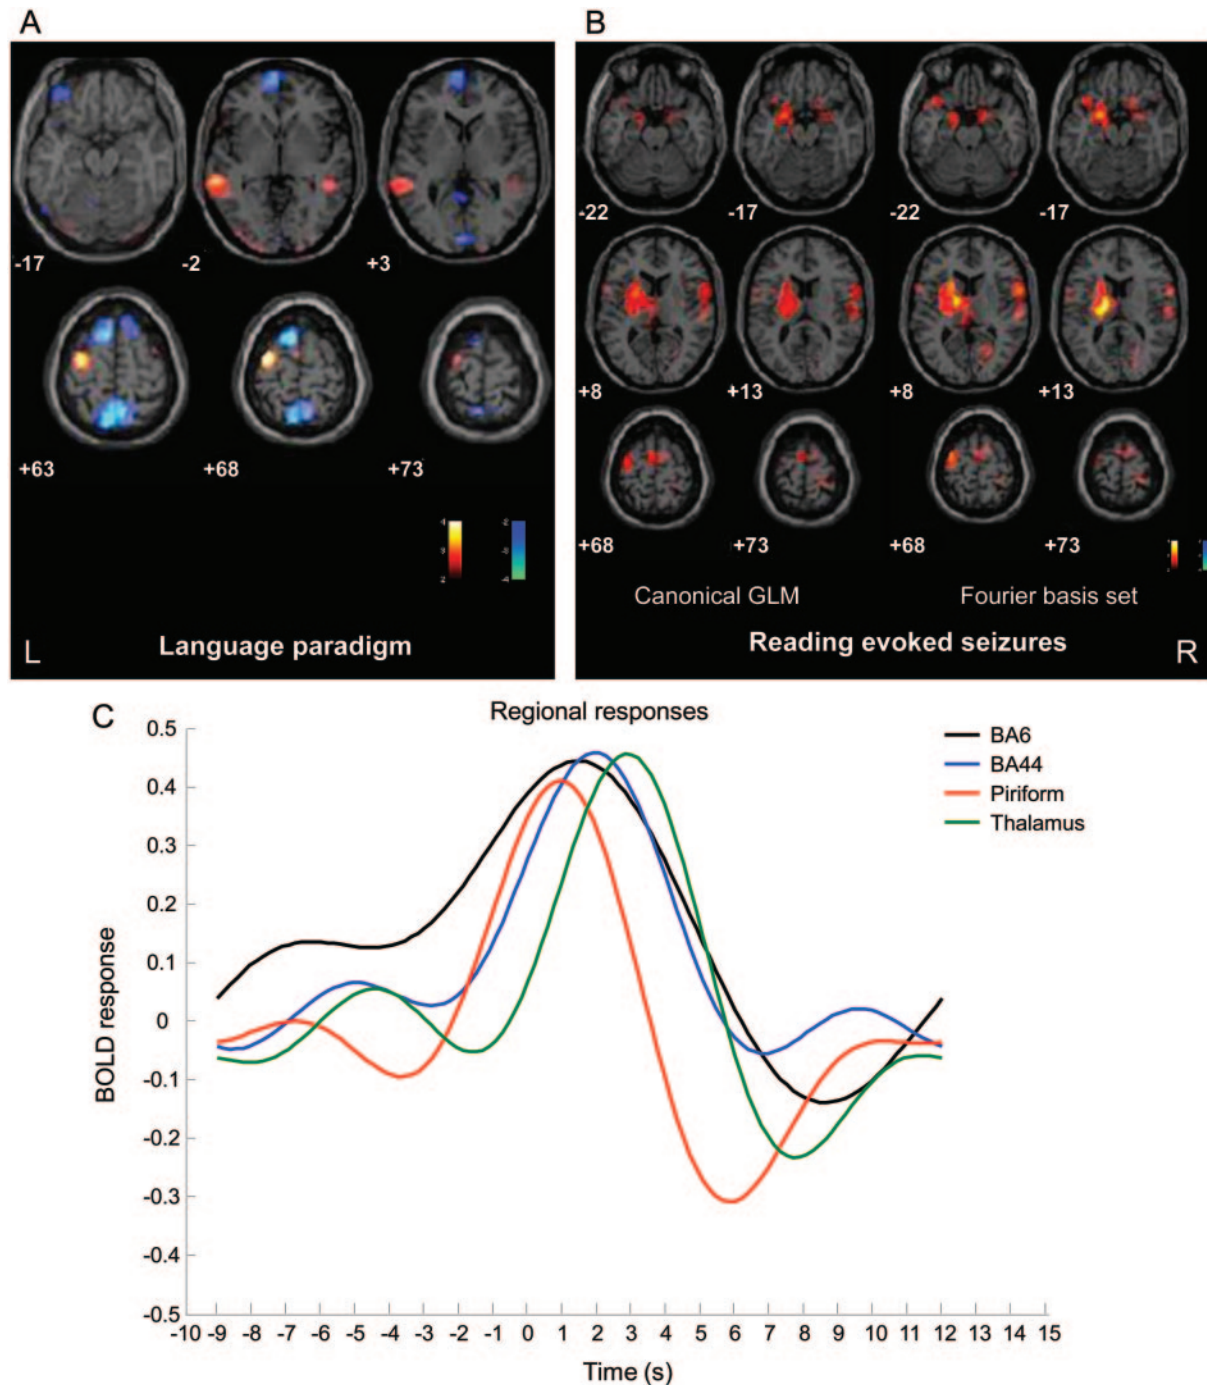 A
B
-17 -2 +3
+63 +68 +73
L
Language paradigm
-22 -17 -22 -17
+8 +13 +8 +13
+68 +73 +68 +73
Canonical GLM Fourier basis set
Reading evoked seizures
R
C
Regional responses
BA6
BA44
Piriform
Thalamus
BOLD response
0.5
0.4
0.3
0.2
0.1
0
-0.1
-0.2
-0.3
-0.4
-0.5
-10 -9 -8 -7 -6 -5 -4 -3 -2 -1 0 1 2 3 4 5 6 7 8 9 10 11 12 13 14 15
Time (s)